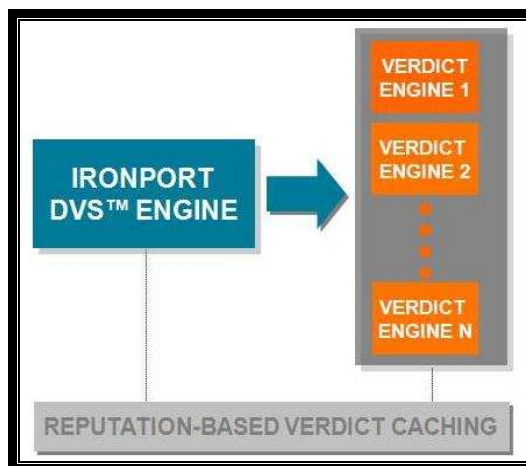 VERDICT
ENGINE 1
VERDICT
ENGINE 2
IRONPORT
DVS™ ENGINE
VERDICT
ENGINE N
REPUTATION-BASED VERDICT CACHING